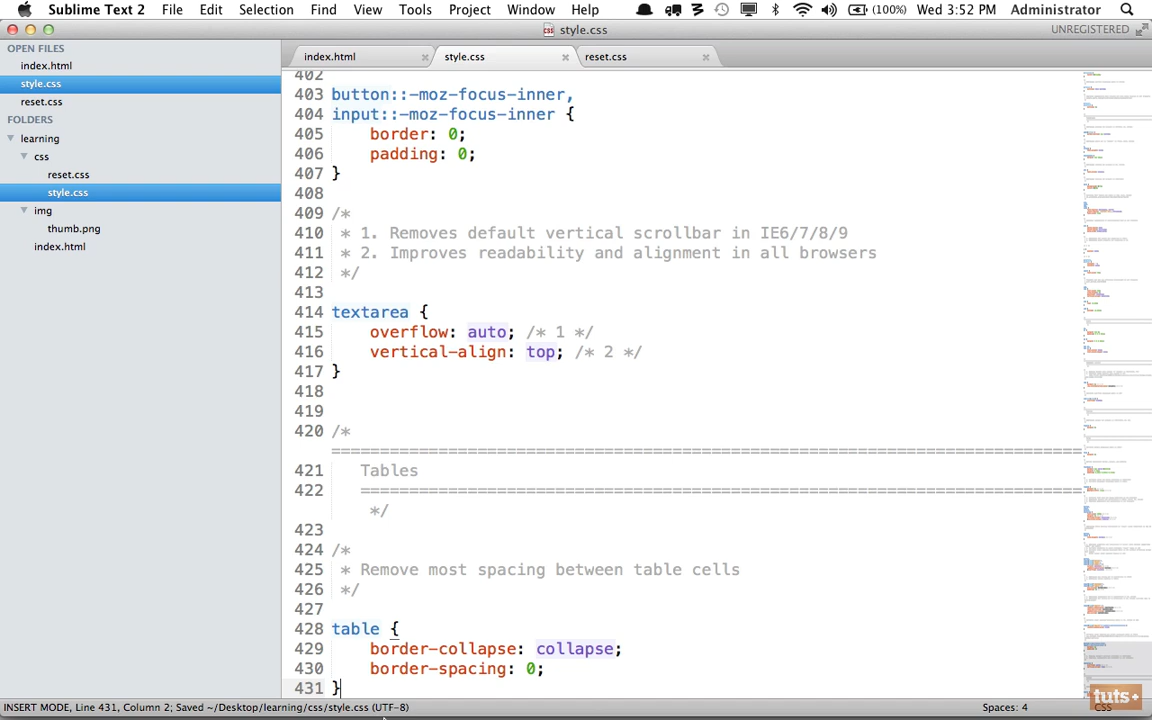 Sublime Text 2 File Edit Selection Find View Tools Project Window Help (100%) Wed 3:52 PM Administrator
style.css UNREGISTERED
OPEN FILES
index.html
style.css
reset.css
FOLDERS
learning
css
reset.css
style.css
img
thumb.png
index.html
index.html style.css reset.css
402
403 button::-moz-focus-inner,
404 input::-moz-focus-inner {
405 border: 0;
406 padding: 0;
407 }
408
409 /*
410 * 1. Removes default vertical scrollbar in IE6/7/8/9
411 * 2. Improves readability and alignment in all browsers
412 */
413
414 textarea {
415 overflow: auto; /* 1 */
416 vertical-align: top; /* 2 */
417 }
418
419
420 /*
=============================================================================
421 Tables
422 ==========================================================================
*/
423
424 /*
425 * Remove most spacing between table cells
426 */
427
428 table {
429 border-collapse: collapse;
430 border-spacing: 0;
431 }
INSERT MODE, Line 431, Column 2; Saved ~/Desktop/learning/css/style.css (UTF-8) Spaces: 4 CSS
tuts+